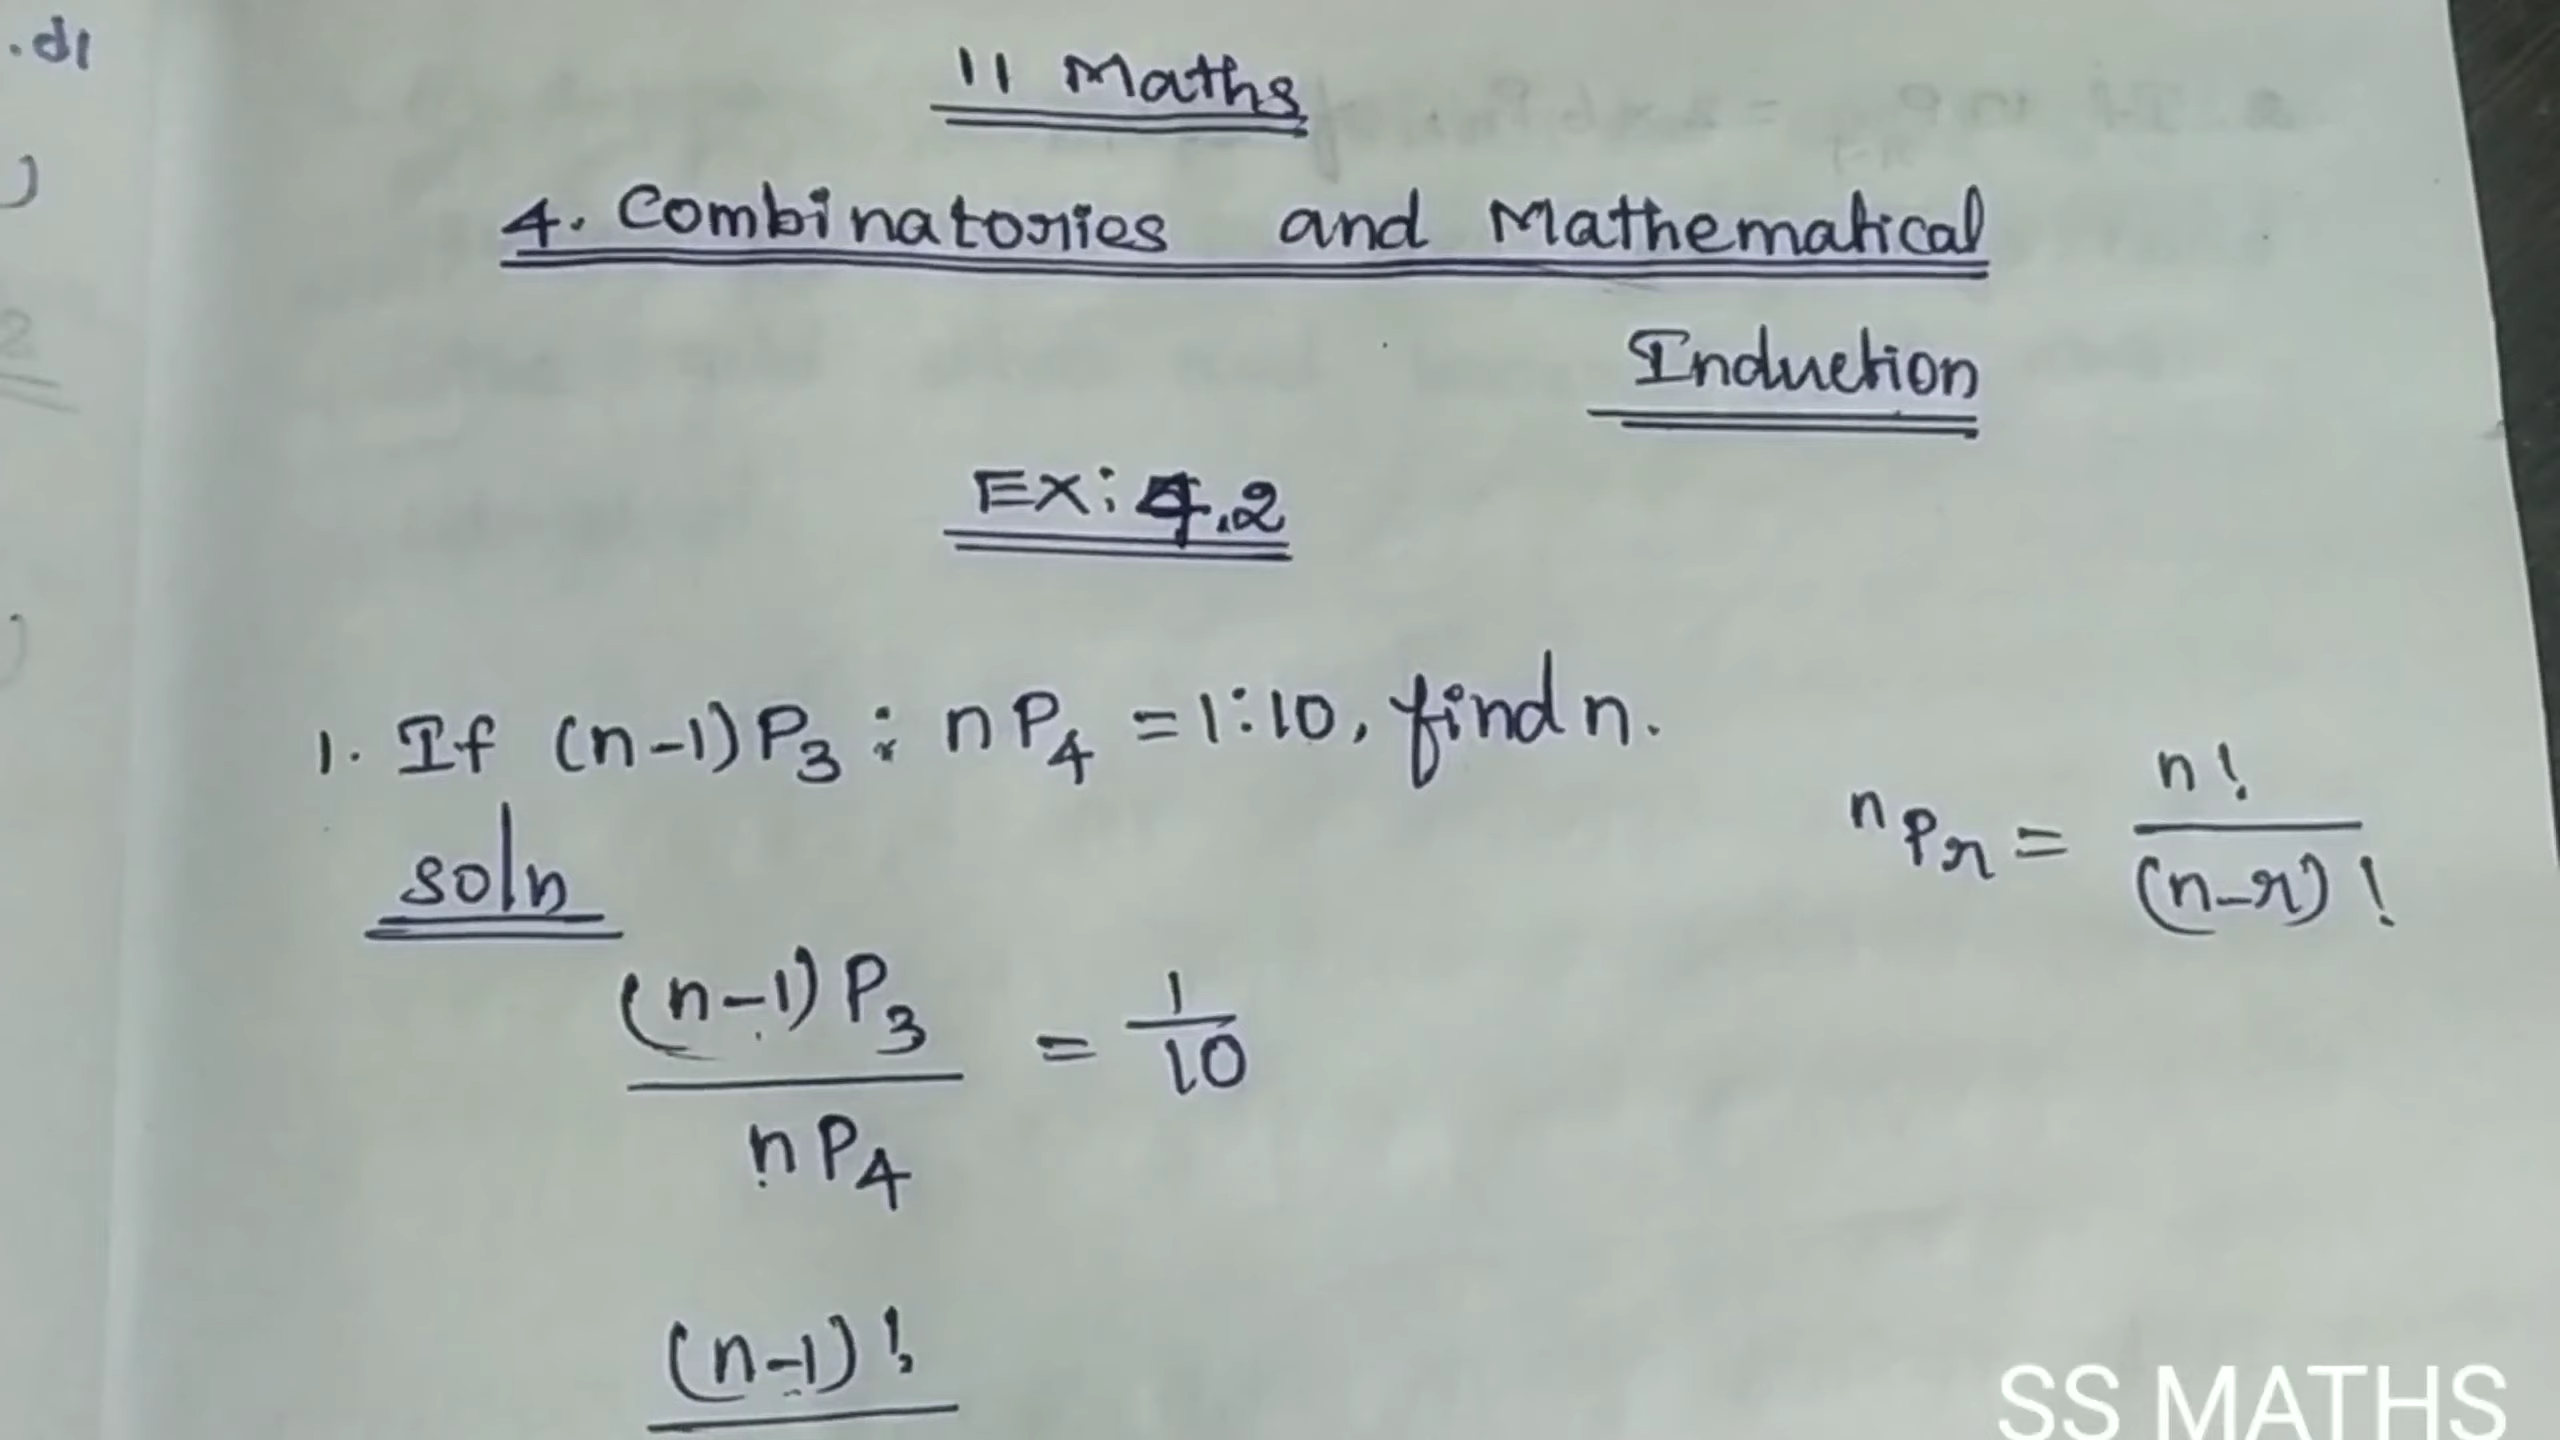 11 Maths
4. Combinatories and Mathematical
Induction
Ex: 4.2
1. If (n-1)P₃ : nP₄ = 1:10, find n.
soln
ⁿPᵣ = n! / (n-r)!
(n-1)P₃ / nP₄ = 1/10
(n-1)!
SS MATHS